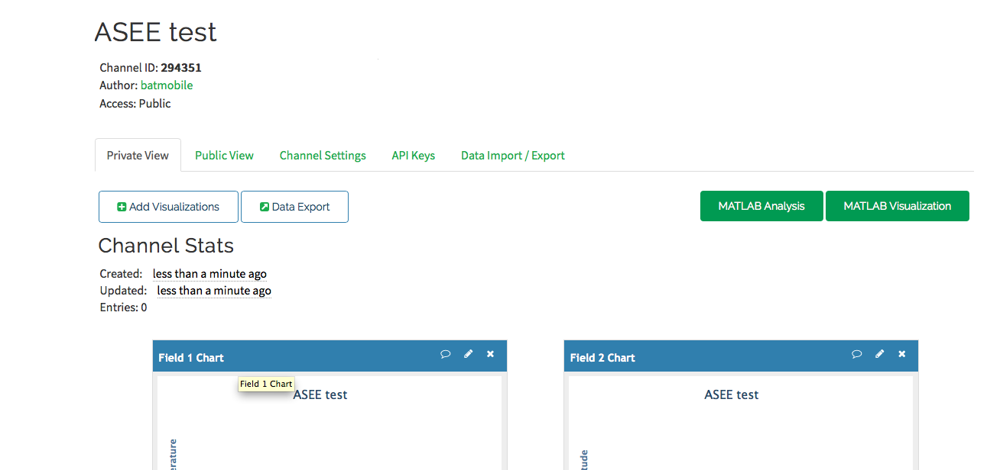 ASEE test
Channel ID: 294351
Author: batmobile
Access: Public
Private View Public View Channel Settings API Keys Data Import / Export
Add Visualizations Data Export MATLAB Analysis MATLAB Visualization
Channel Stats
Created: less than a minute ago
Updated: less than a minute ago
Entries: 0
Field 1 Chart Field 2 Chart
Field 1 Chart
ASEE test ASEE test